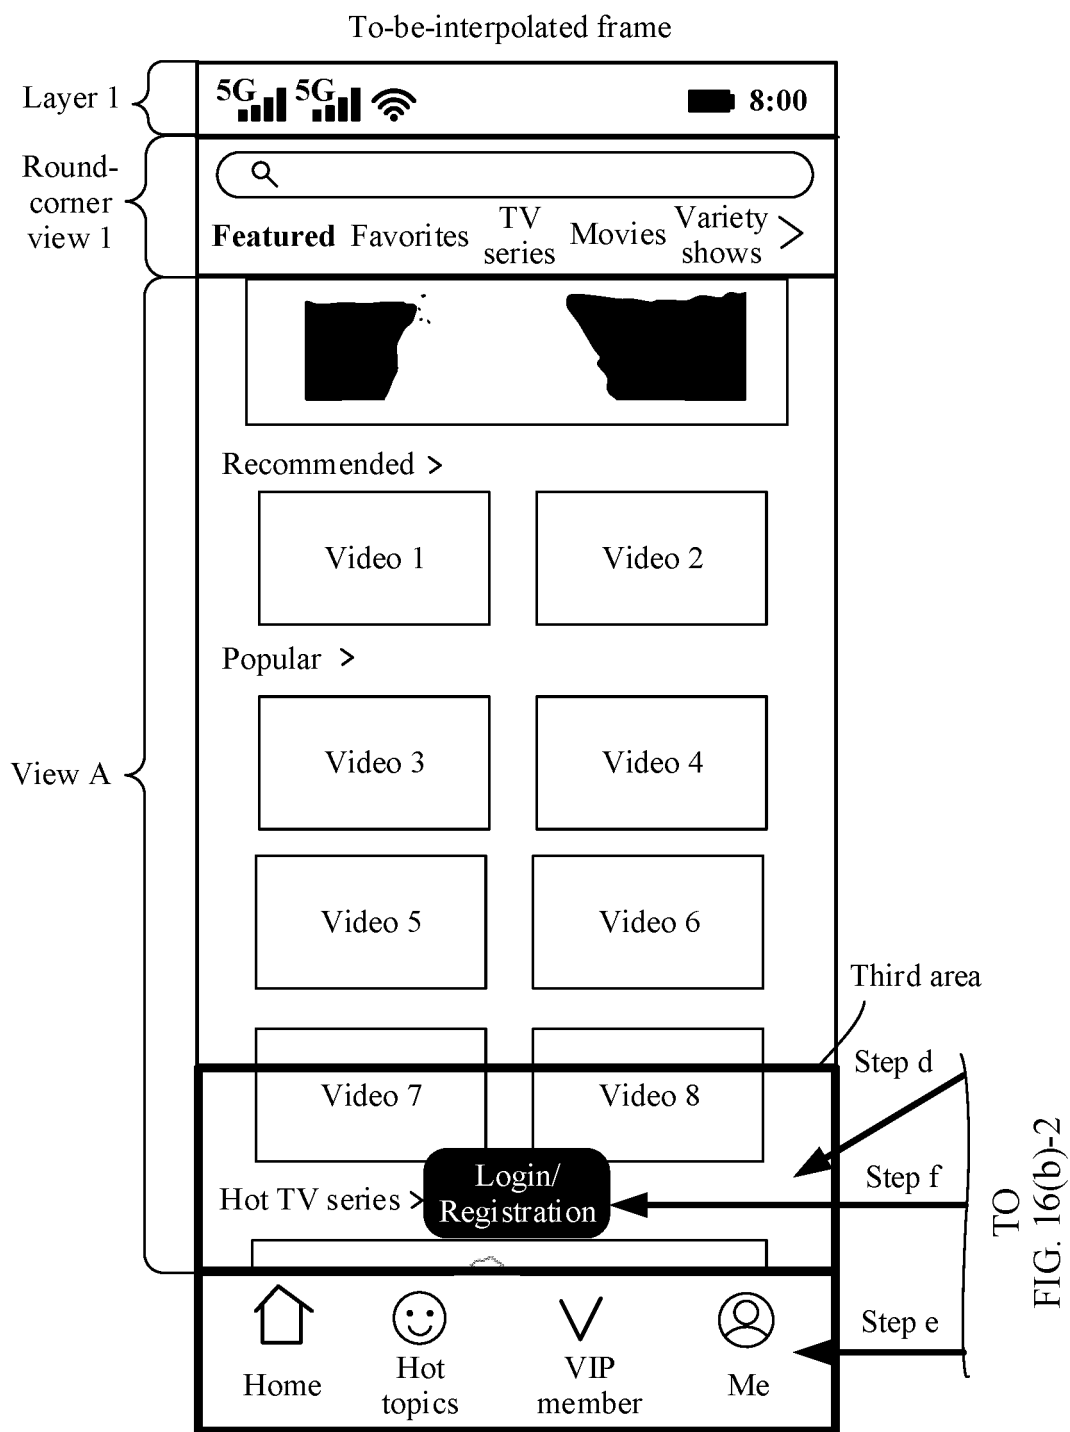 To-be-interpolated frame
Layer 1
5G 5G 8:00
Round-
corner
view 1
Featured Favorites TV series Movies Variety shows >
View A
Recommended >
Video 1 Video 2
Popular >
Video 3 Video 4
Video 5 Video 6
Third area
Step d
Video 7 Video 8
Step f
Hot TV series >
Login/
Registration
TO
FIG. 16(b)-2
Step e
Home
Hot
topics
VIP
member
Me